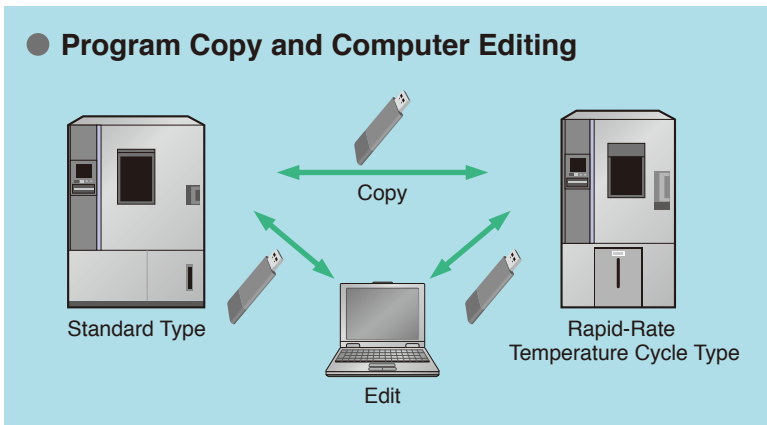 Program Copy and Computer Editing
Copy
Standard Type
Rapid-Rate
Temperature Cycle Type
Edit